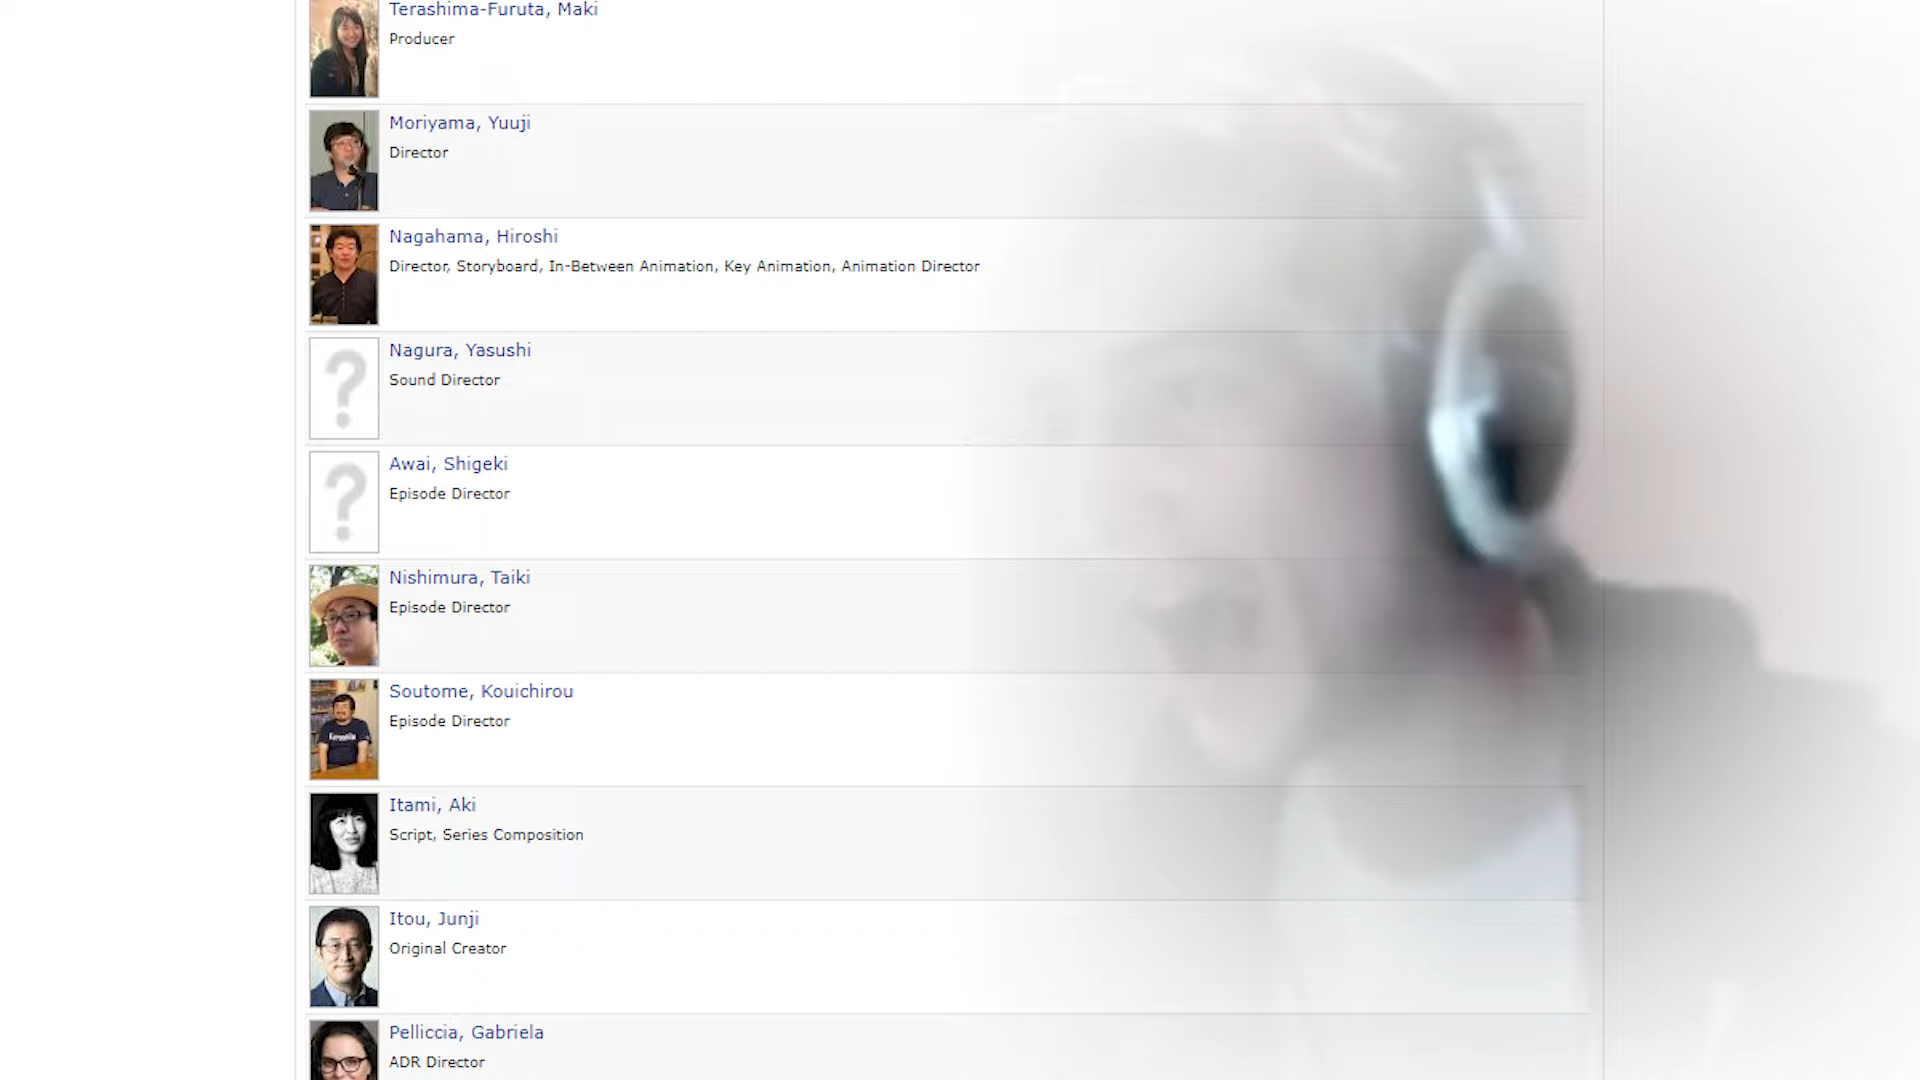 Terashima-Furuta, Maki
Producer
Moriyama, Yuuji
Director
Nagahama, Hiroshi
Director, Storyboard, In-Between Animation, Key Animation, Animation Director
Nagura, Yasushi
Sound Director
Awai, Shigeki
Episode Director
Nishimura, Taiki
Episode Director
Soutome, Kouichirou
Episode Director
Itami, Aki
Script, Series Composition
Itou, Junji
Original Creator
Pelliccia, Gabriela
ADR Director